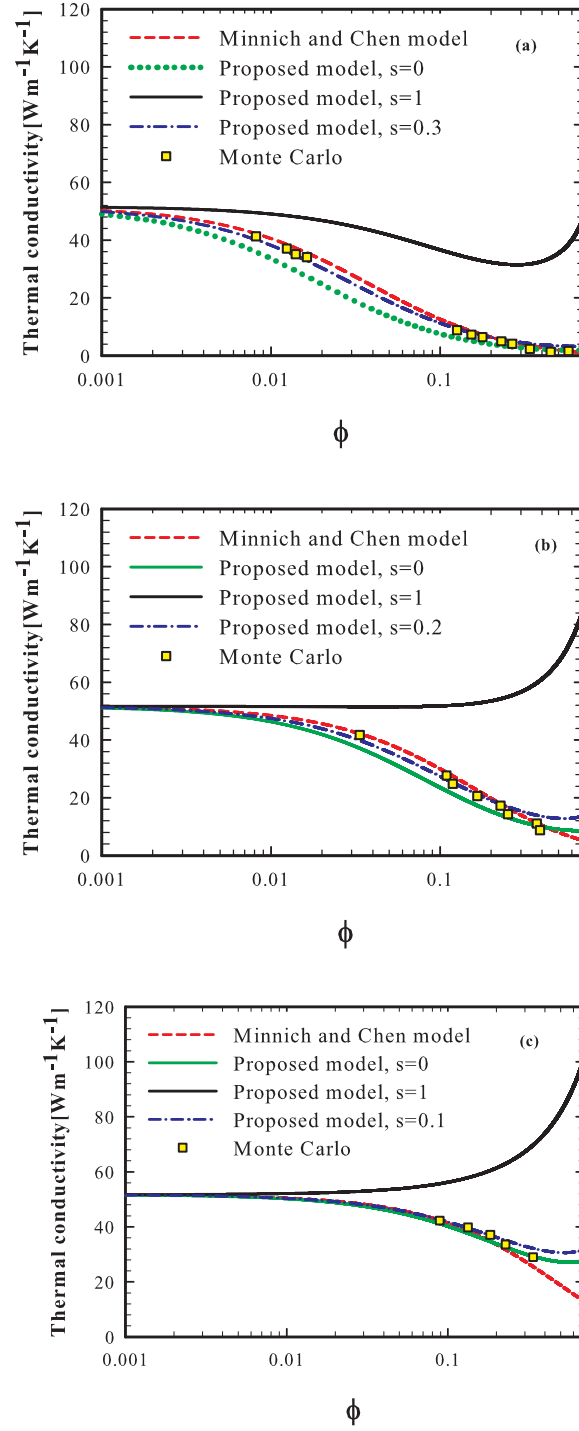 120
100
80
60
40
20
0
Thermal conductivity[Wm-1K-1]
Minnich and Chen model
(a)
Proposed model, s=0
Proposed model, s=1
Proposed model, s=0.3
Monte Carlo
0.001
0.01
0.1
ϕ
120
100
80
60
40
20
0
Thermal conductivity[Wm-1K-1]
Minnich and Chen model
(b)
Proposed model, s=0
Proposed model, s=1
Proposed model, s=0.2
Monte Carlo
0.001
0.01
0.1
ϕ
120
100
80
60
40
20
0
Thermal conductivity[Wm-1K-1]
Minnich and Chen model
(c)
Proposed model, s=0
Proposed model, s=1
Proposed model, s=0.1
Monte Carlo
0.001
0.01
0.1
ϕ